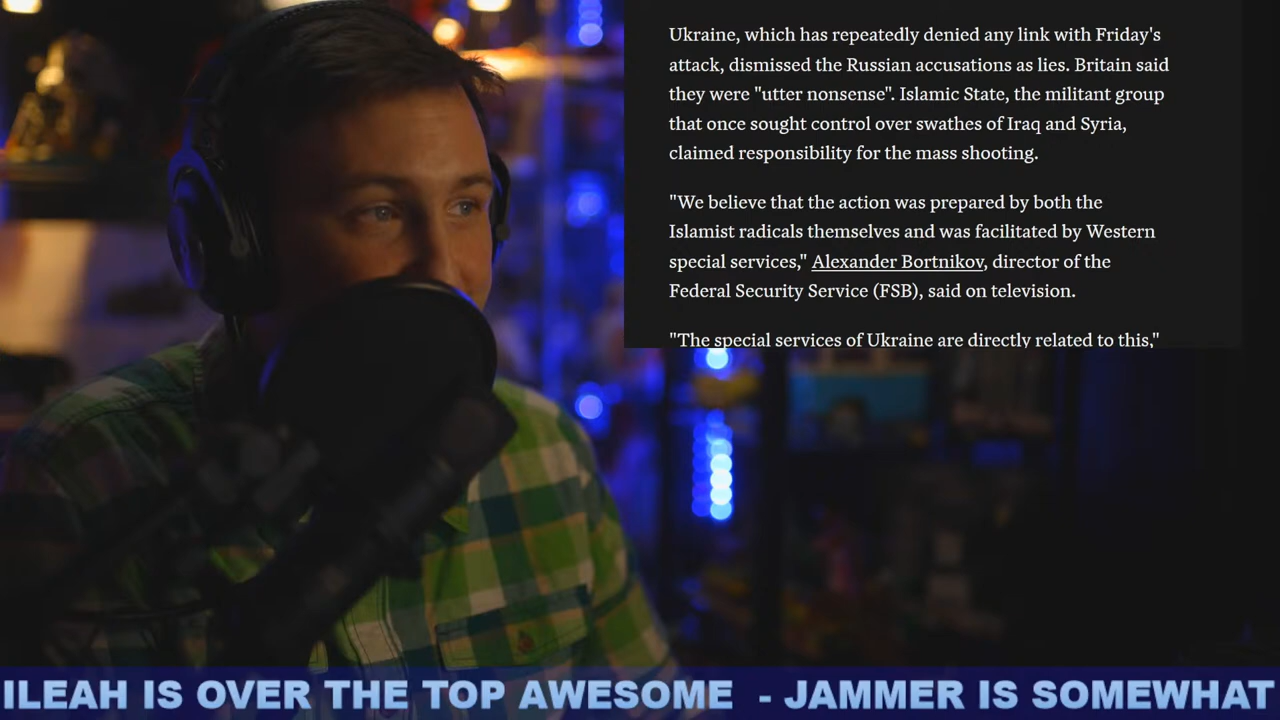 Ukraine, which has repeatedly denied any link with Friday's
attack, dismissed the Russian accusations as lies. Britain said
they were "utter nonsense". Islamic State, the militant group
that once sought control over swathes of Iraq and Syria,
claimed responsibility for the mass shooting.
"We believe that the action was prepared by both the
Islamist radicals themselves and was facilitated by Western
special services," Alexander Bortnikov, director of the
Federal Security Service (FSB), said on television.
"The special services of Ukraine are directly related to this,"
ILEAH IS OVER THE TOP AWESOME - JAMMER IS SOMEWHAT